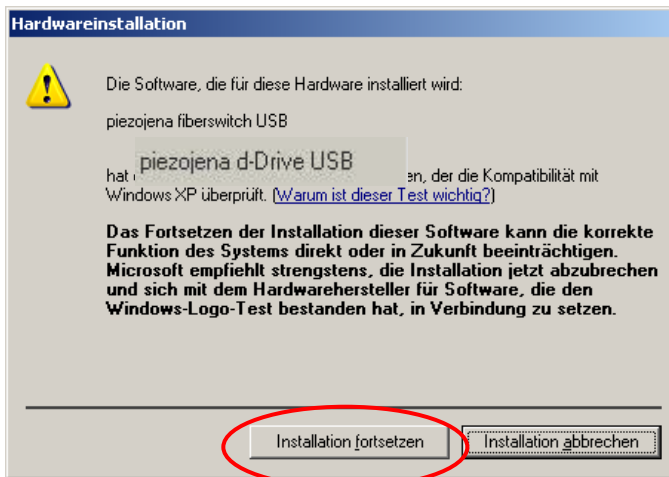 Hardwareinstallation
Die Software, die für diese Hardware installiert wird:
piezojena fiberswitch USB
piezojena d-Drive USB
hat en, der die Kompatibilität mit
Windows XP überprüft. (Warum ist dieser Test wichtig?)
Das Fortsetzen der Installation dieser Software kann die korrekte
Funktion des Systems direkt oder in Zukunft beeinträchtigen.
Microsoft empfiehlt strengstens, die Installation jetzt abzubrechen
und sich mit dem Hardwarehersteller für Software, die den
Windows-Logo-Test bestanden hat, in Verbindung zu setzen.
Installation fortsetzen Installation abbrechen